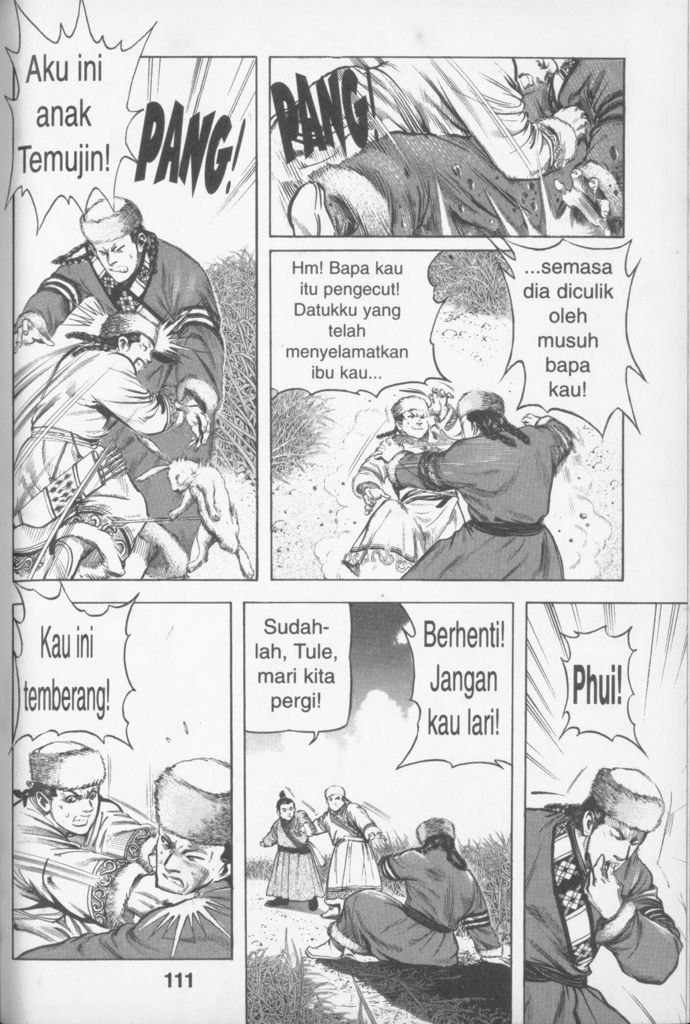 Aku ini
anak
Temujin!
PANG!
PANG!
Hm! Bapa kau
itu pengecut!
Datukku yang
telah
menyelamatkan
ibu kau...
...semasa
dia diculik
oleh
musuh
bapa
kau!
Kau ini
temberang!
Sudah-
lah, Tule,
mari kita
pergi!
Berhenti!
Jangan
kau lari!
Phui!
111